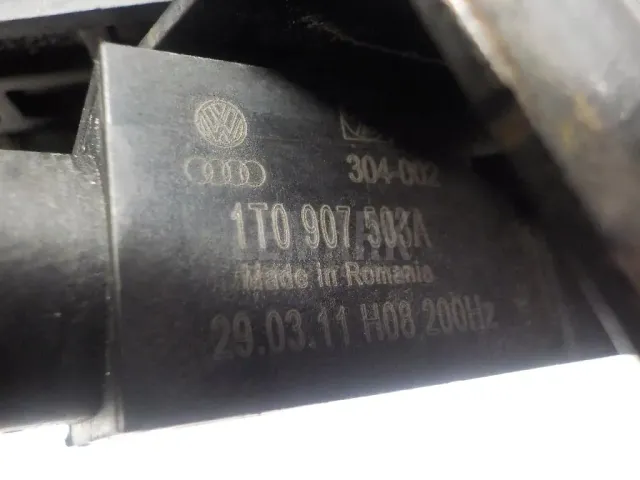 304-002
1T0 907 503A
Made in Romania
29.03.11 H08 200Hz